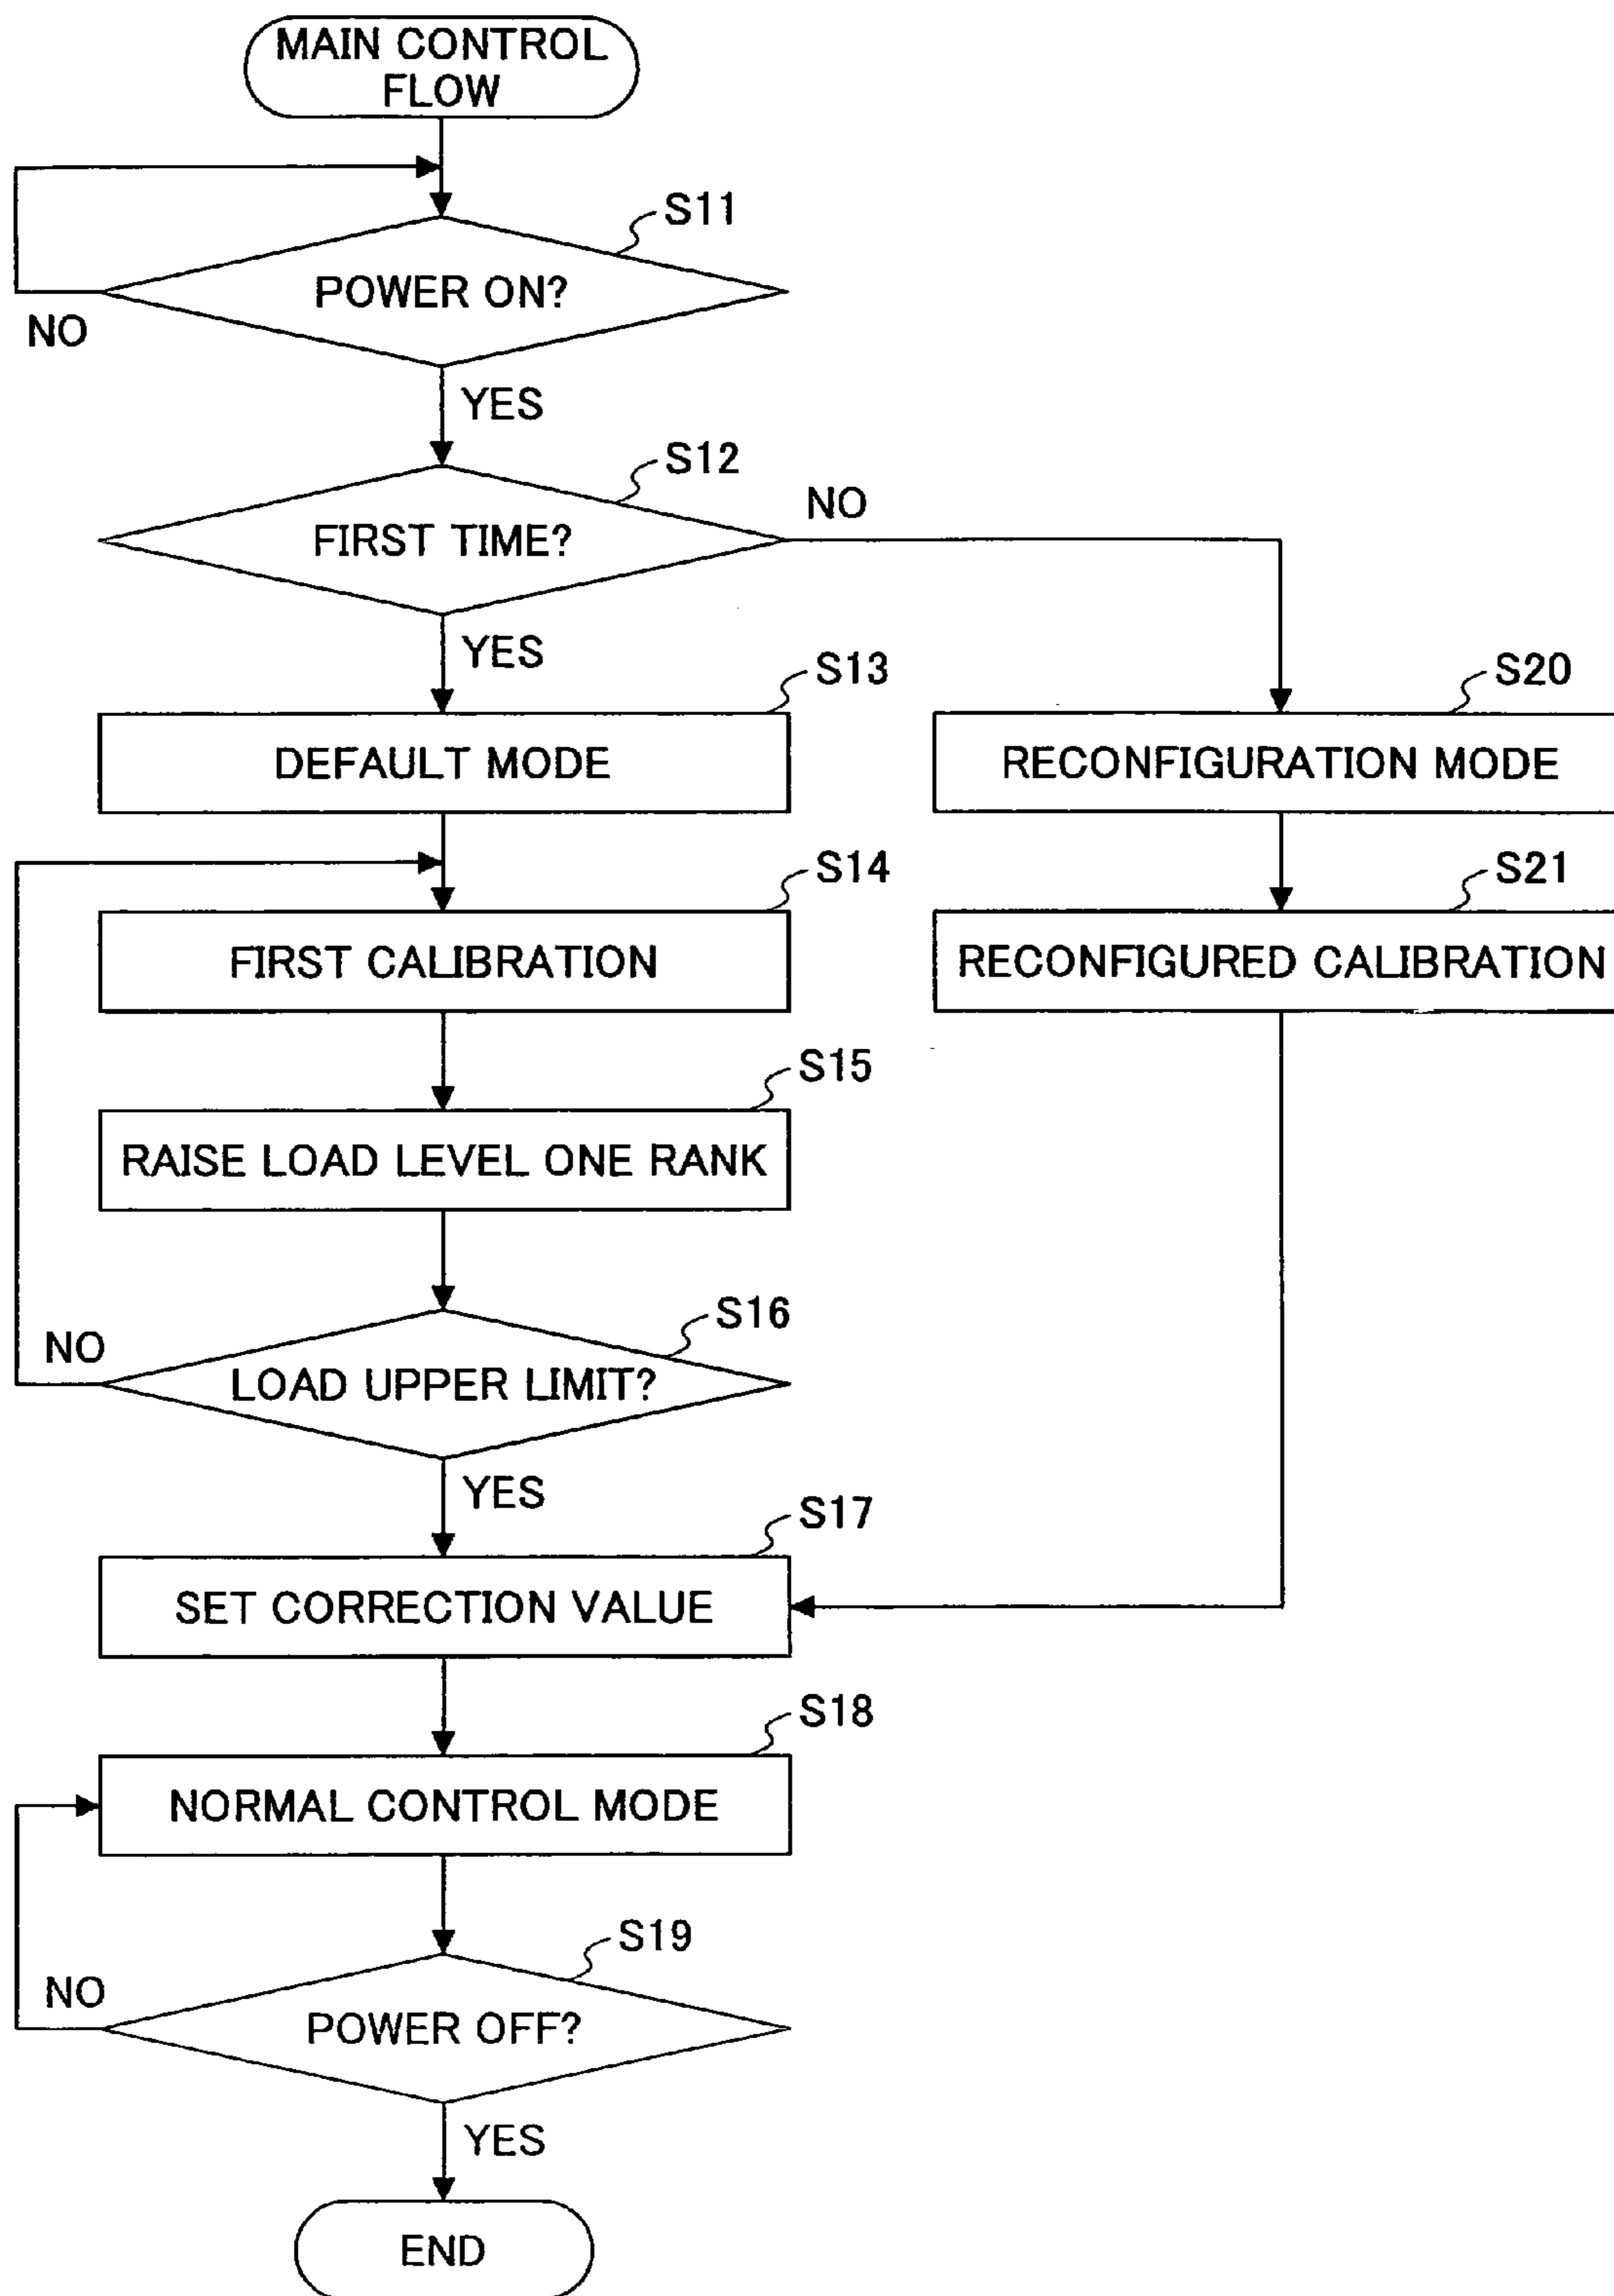 MAIN CONTROL
FLOW
S11
POWER ON?
NO
YES
S12
FIRST TIME?
NO
YES
S13
DEFAULT MODE
S20
RECONFIGURATION MODE
S14
FIRST CALIBRATION
S21
RECONFIGURED CALIBRATION
S15
RAISE LOAD LEVEL ONE RANK
S16
LOAD UPPER LIMIT?
NO
YES
S17
SET CORRECTION VALUE
S18
NORMAL CONTROL MODE
S19
POWER OFF?
NO
YES
END